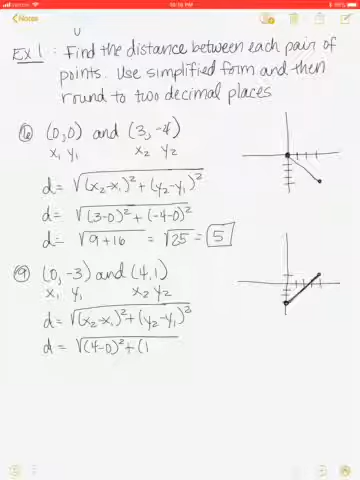 10:16 PM
Notes
Ex 1: Find the distance between each pair of
points. Use simplified form and then
round to two decimal places
(0,0) and (3,-4)
x₁ y₁ x₂ y₂
d = √(x₂-x₁)²+(y₂-y₁)²
d = √(3-0)²+(-4-0)²
d = √9+16 = √25 = 5
(0,-3) and (4,1)
x₁ y₁ x₂ y₂
d = √(x₂-x₁)²+(y₂-y₁)²
d = √(4-0)²+(1